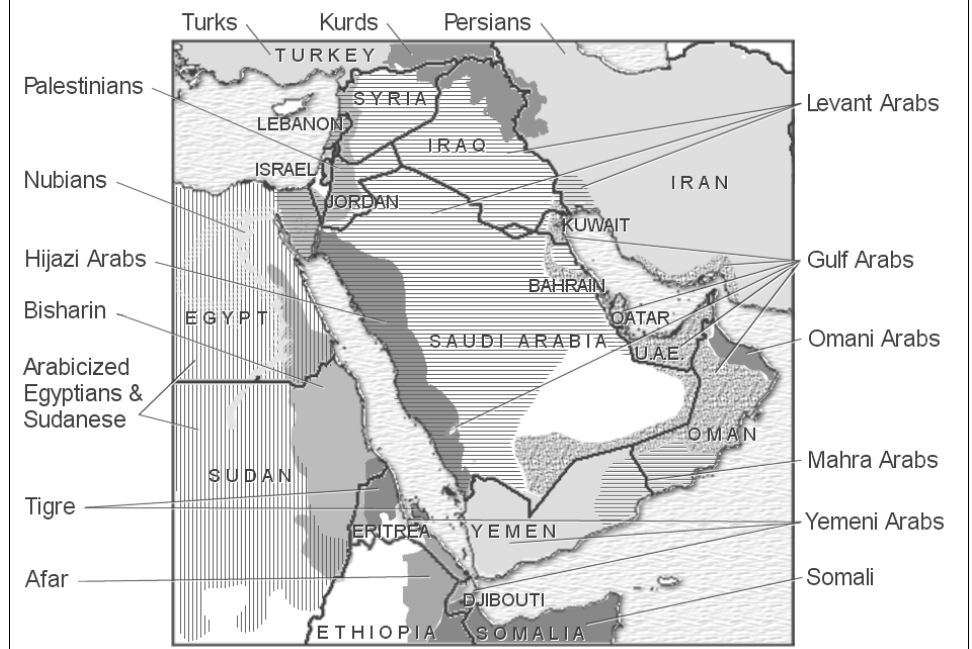 Turks Kurds Persians
TURKEY
Palestinians
SYRIA
Levant Arabs
LEBANON
IRAQ
ISRAEL
Nubians
IRAN
JORDAN
KUWAIT
Hijazi Arabs
Gulf Arabs
BAHRAIN
Bisharin
EGYPT
QATAR
SAUDI ARABIA
Omani Arabs
U.A.E.
Arabicized
Egyptians &
Sudanese
OMAN
Mahra Arabs
SUDAN
Tigre
ERITREA
YEMEN
Yemeni Arabs
Afar
Somali
DJIBOUTI
ETHIOPIA
SOMALIA